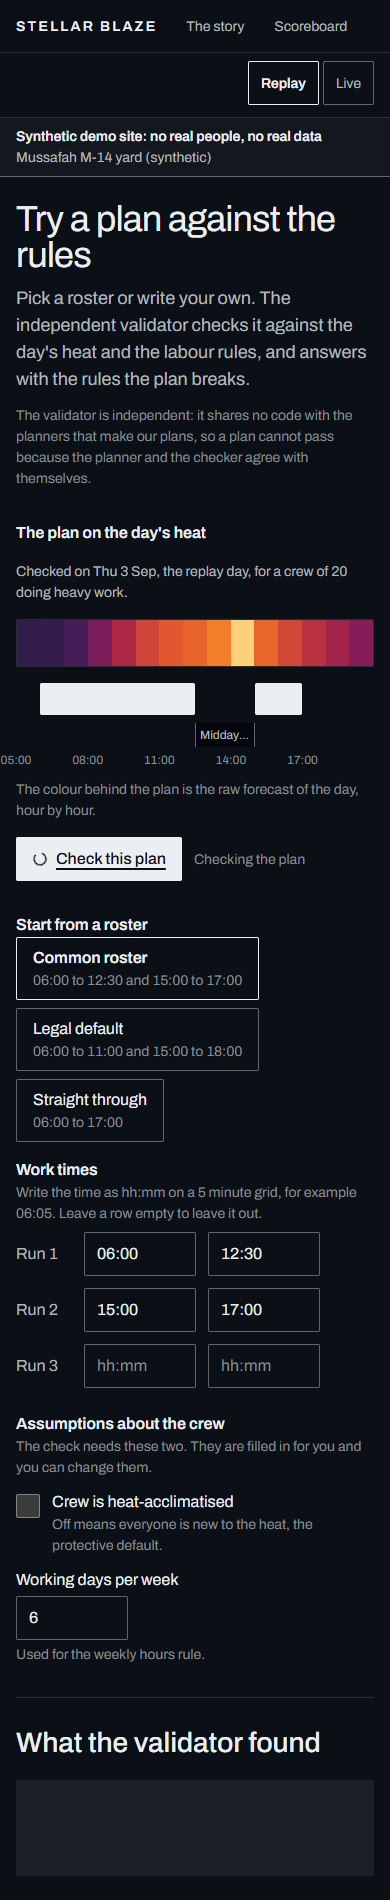 STELLAR BLAZE The story Scoreboard
Replay Live
Synthetic demo site: no real people, no real data
Mussafah M-14 yard (synthetic)
Try a plan against the
rules
Pick a roster or write your own. The
independent validator checks it against the
day's heat and the labour rules, and answers
with the rules the plan breaks.
The validator is independent: it shares no code with the
planners that make our plans, so a plan cannot pass
because the planner and the checker agree with
themselves.
The plan on the day's heat
Checked on Thu 3 Sep, the replay day, for a crew of 20
doing heavy work.
Midday...
05:00 08:00 11:00 14:00 17:00
The colour behind the plan is the raw forecast of the day,
hour by hour.
Check this plan Checking the plan
Start from a roster
Common roster
06:00 to 12:30 and 15:00 to 17:00
Legal default
06:00 to 11:00 and 15:00 to 18:00
Straight through
06:00 to 17:00
Work times
Write the time as hh:mm on a 5 minute grid, for example
06:05. Leave a row empty to leave it out.
Run 1 06:00 12:30
Run 2 15:00 17:00
Run 3 hh:mm hh:mm
Assumptions about the crew
The check needs these two. They are filled in for you and
you can change them.
Crew is heat-acclimatised
Off means everyone is new to the heat, the
protective default.
Working days per week
6
Used for the weekly hours rule.
What the validator found